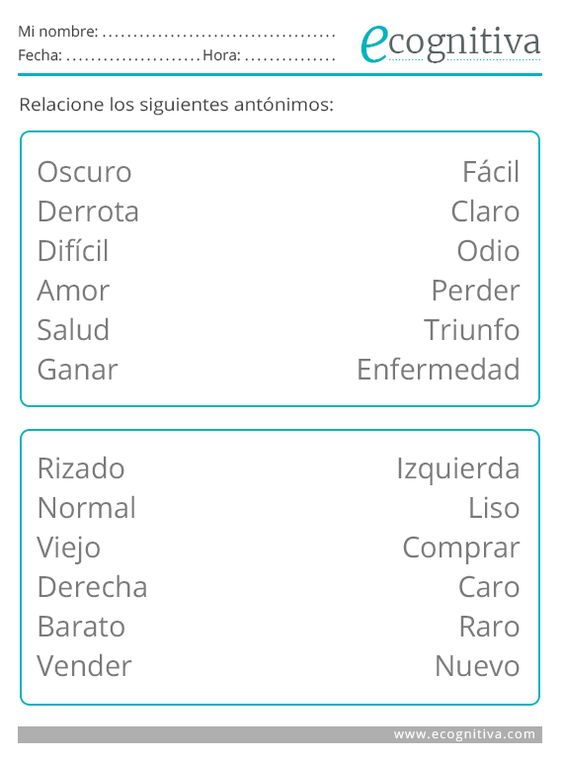 Mi nombre: .....................................
Fecha: ......................Hora: ...............
ecognitiva
Relacione los siguientes antónimos:
Oscuro Fácil
Derrota Claro
Difícil Odio
Amor Perder
Salud Triunfo
Ganar Enfermedad
Rizado Izquierda
Normal Liso
Viejo Comprar
Derecha Caro
Barato Raro
Vender Nuevo
www.ecognitiva.com